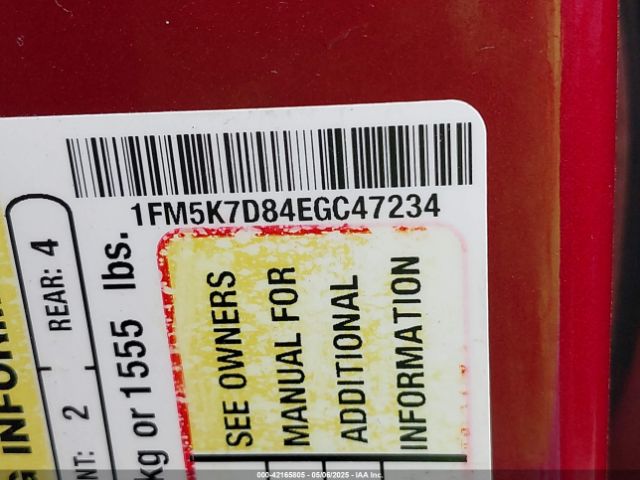 1FM5K7D84EGC47234
SEE OWNERS
MANUAL FOR
ADDITIONAL
INFORMATION
REAR: 4
2
kg or 1555 lbs.
000-42165805 - 05/06/2025 - IAA Inc.